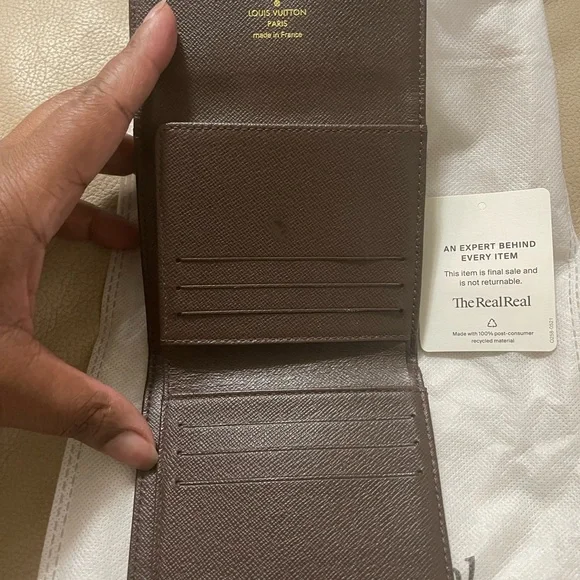 LOUIS VUITTON
PARIS
made in France
AN EXPERT BEHIND
EVERY ITEM
This item is final sale and
is not returnable.
TheRealReal
Made with 100% post-consumer
recycled material